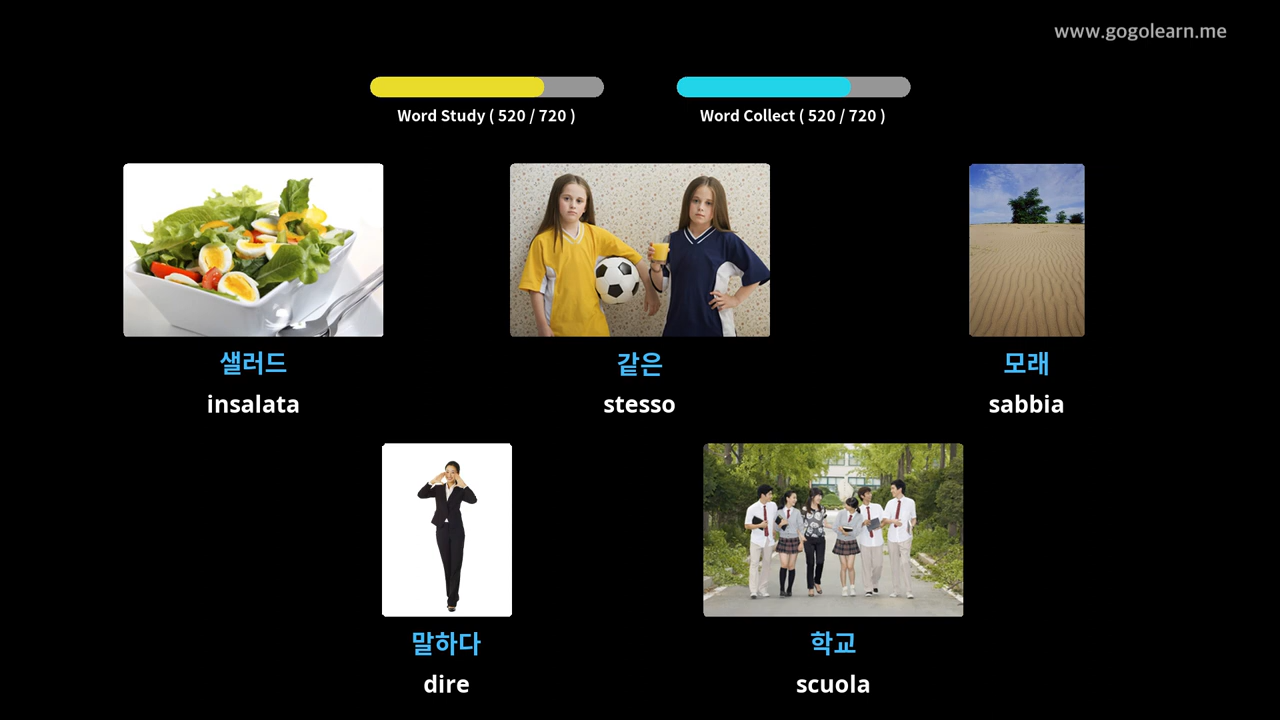 www.gogolearn.me
Word Study ( 520 / 720 )
Word Collect ( 520 / 720 )
샐러드
insalata
같은
stesso
모래
sabbia
말하다
dire
학교
scuola